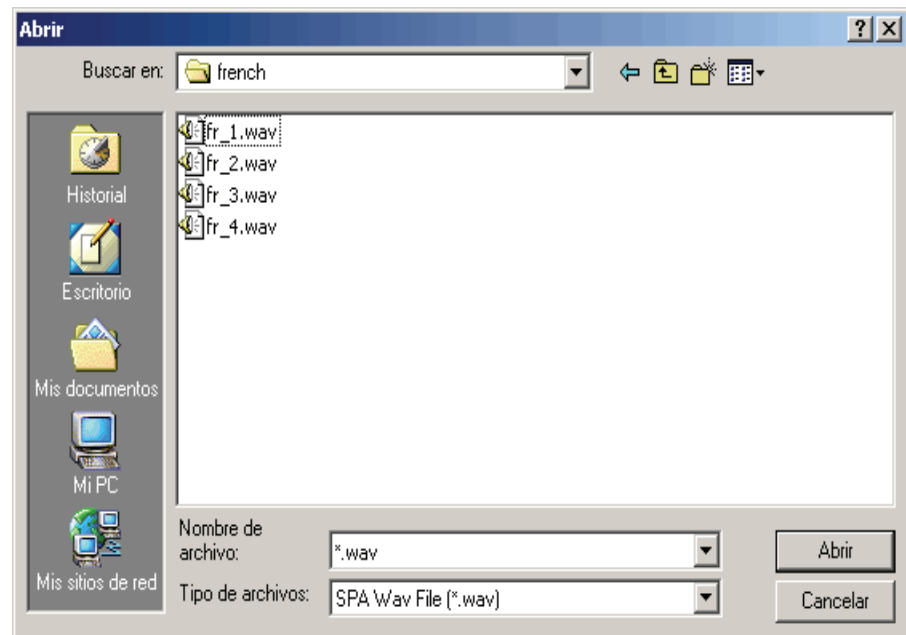 Abrir
Buscar en: french
fr_1.wav
fr_2.wav
fr_3.wav
fr_4.wav
Historial
Escritorio
Mis documentos
Mi PC
Mis sitios de red
Nombre de
archivo: *.wav
Abrir
Tipo de archivos: SPA Wav File (*.wav)
Cancelar